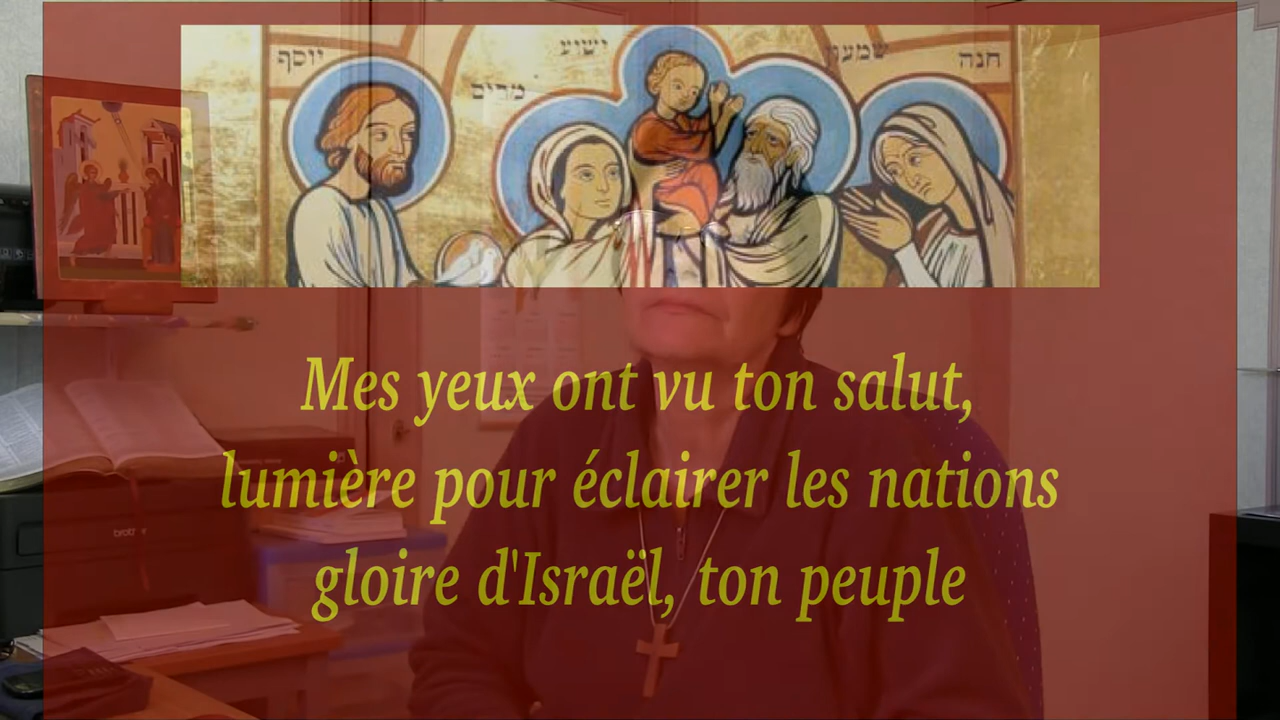 יוסף
ישוע
מרים
שמעון
חנה
Mes yeux ont vu ton salut,
lumière pour éclairer les nations
gloire d'Israël, ton peuple
brother